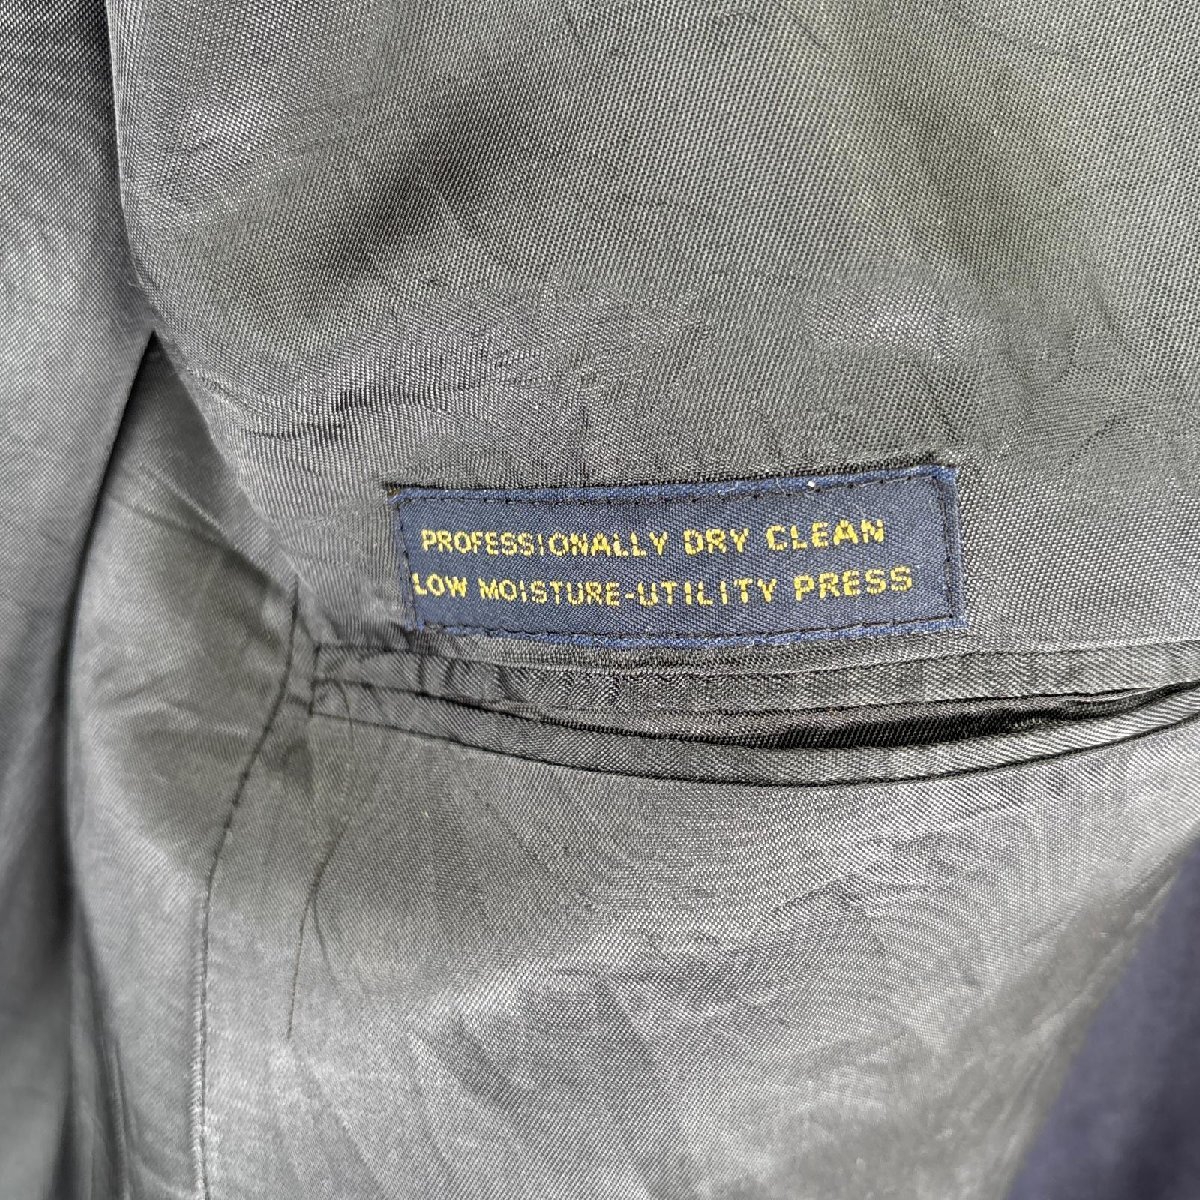 PROFESSIONALLY DRY CLEAN
LOW MOISTURE-UTILITY PRESS